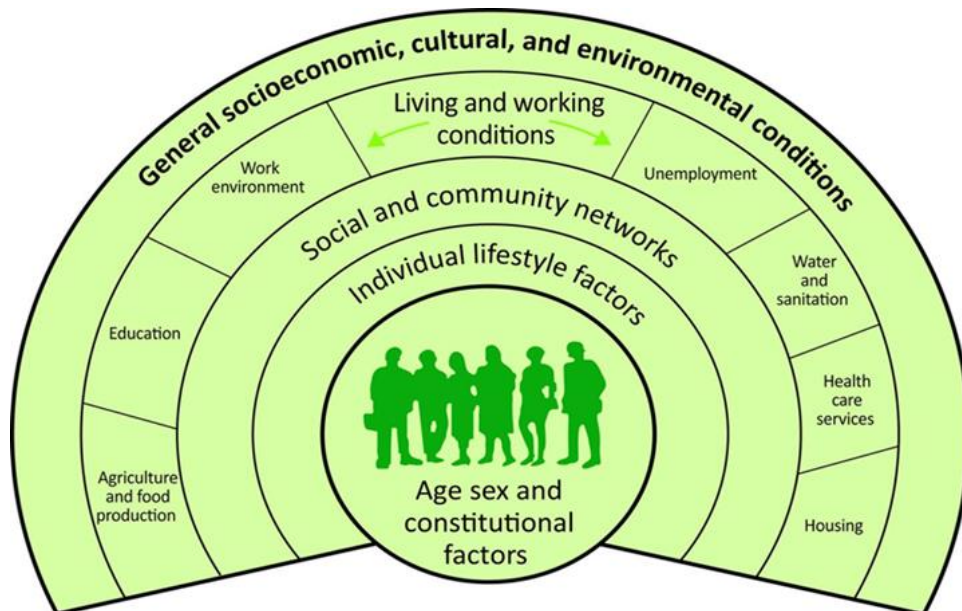 General socioeconomic, cultural, and environmental conditions
Living and working
conditions
Work
environment
Unemployment
Social and community networks
Individual lifestyle factors
Education
Water
and
sanitation
Agriculture
and food
production
Health
care
services
Housing
Age sex and
constitutional
factors